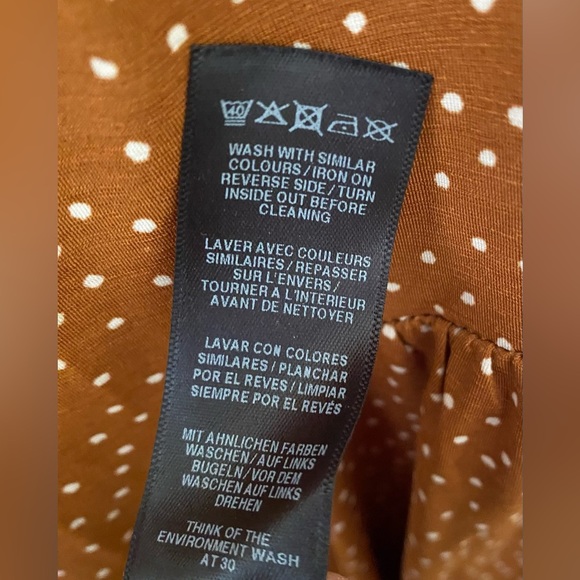 40
WASH WITH SIMILAR
COLOURS / IRON ON
REVERSE SIDE / TURN
INSIDE OUT BEFORE
CLEANING
LAVER AVEC COULEURS
SIMILAIRES / REPASSER
SUR L'ENVERS /
TOURNER A L'INTERIEUR
AVANT DE NETTOYER
LAVAR CON COLORES
SIMILARES / PLANCHAR
POR EL REVES / LIMPIAR
SIEMPRE POR EL REVÉS
MIT AHNLICHEN FARBEN
WASCHEN / AUF LINKS
BUGELN / VOR DEM
WASCHEN AUF LINKS
DREHEN
THINK OF THE
ENVIRONMENT WASH
AT 30